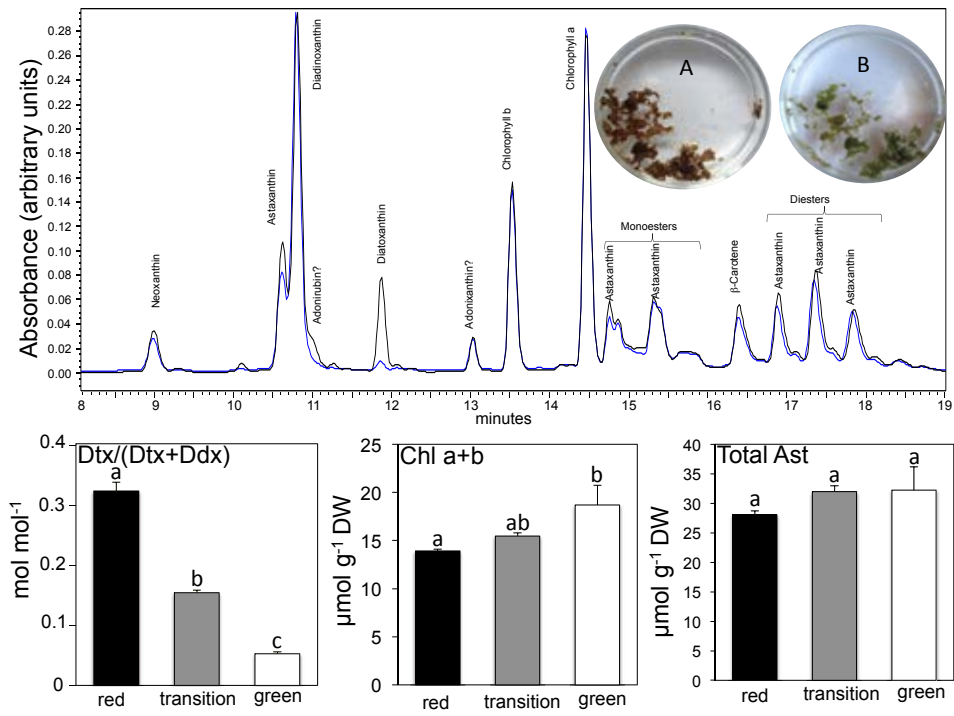 Absorbance (arbitrary units)
0.28
0.26
0.24
0.22
0.20
0.18
0.16
0.14
0.12
0.10
0.08
0.06
0.04
0.02
0.00
Neoxanthin
Astaxanthin
Diadinoxanthin
Adonirubin?
Diatoxanthin
Adonixanthin?
Chlorophyll b
Chlorophyll a
A
B
Monoesters
Astaxanthin
Astaxanthin
β-Carotene
Diesters
Astaxanthin
Astaxanthin
Astaxanthin
8 9 10 11 12 13 14 15 16 17 18 19
minutes
Dtx/(Dtx+Ddx)
mol mol-1
0.4
0.3
0.2
0.1
0
a
b
c
red transition green
Chl a+b
µmol g-1 DW
25
20
15
10
5
0
a
ab
b
red transition green
Total Ast
µmol g-1 DW
40
35
30
25
20
15
10
5
0
a
a
a
red transition green